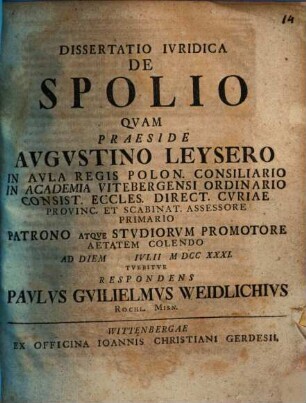 14
DISSERTATIO IVRIDICA
DE
SPOLIO
QVAM
PRAESIDE
AVGVSTINO LEYSERO
IN AVLA REGIS POLON. CONSILIARIO
IN ACADEMIA VITEBERGENSI ORDINARIO
CONSIST. ECCLES. DIRECT. CVRIAE
PROVINC. ET SCABINAT. ASSESSORE
PRIMARIO
PATRONO ATQVE STVDIORVM PROMOTORE
AETATEM COLENDO
AD DIEM IVLII M DCC XXXI.
TVEBITVR
RESPONDENS
PAVLVS GVILIELMVS WEIDLICHIVS
ROCHL. MISN.
WITTENBERGAE
EX OFFICINA IOANNIS CHRISTIANI GERDESII.